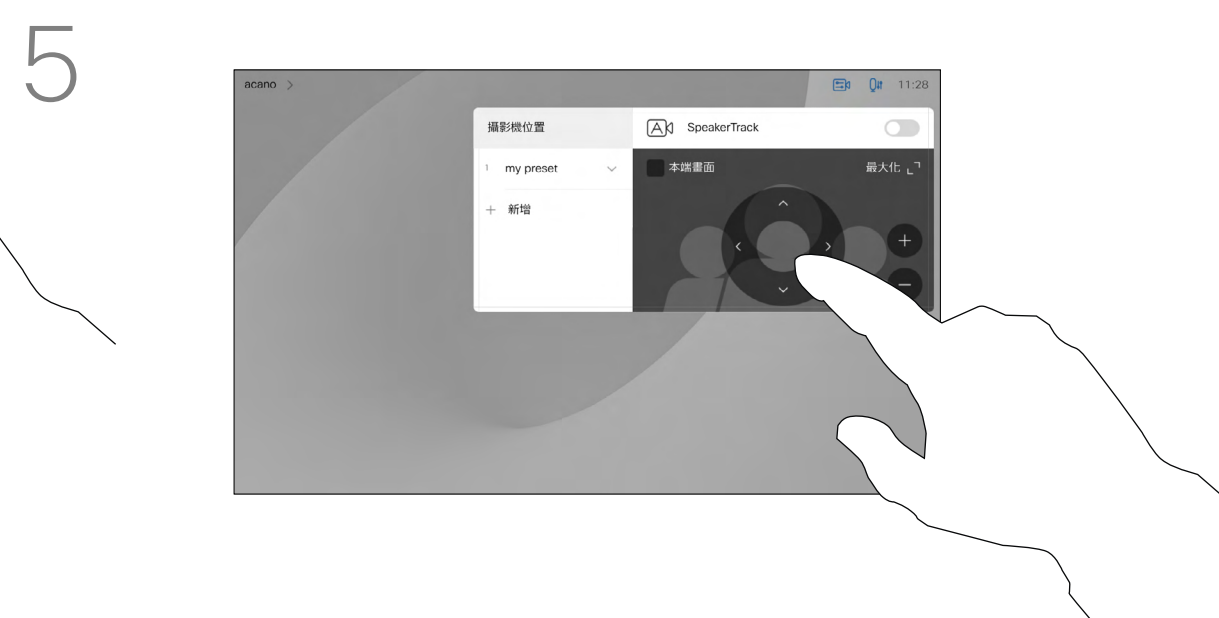 5
acano >
11:28
攝影機位置
A SpeakerTrack
1 my preset
本端畫面
最大化
+ 新增
+
−